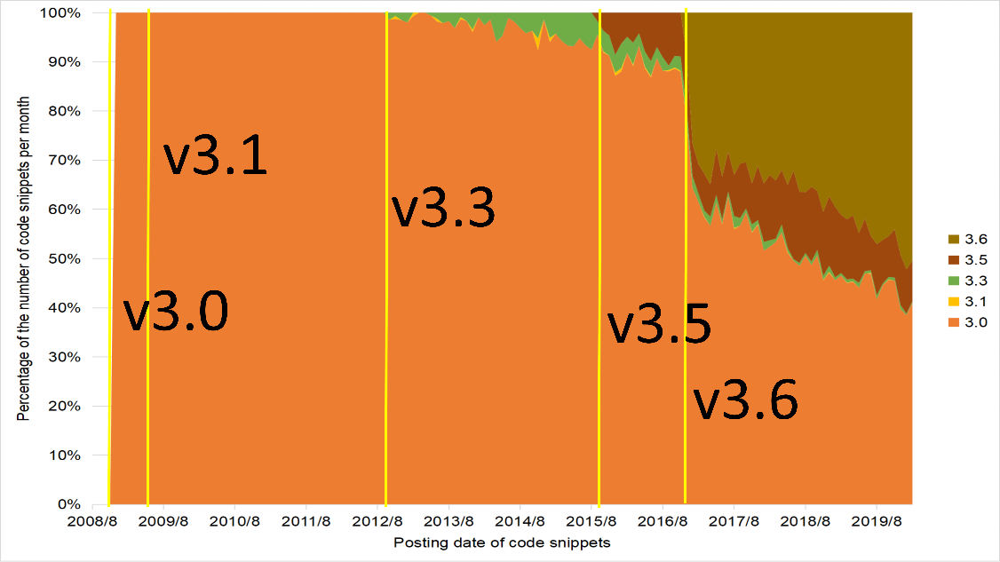 100%
90%
80%
70%
60%
50%
40%
30%
20%
10%
0%
Percentage of the number of code snippets per month
v3.1
v3.3
v3.0
v3.5
v3.6
3.6
3.5
3.3
3.1
3.0
2008/8 2009/8 2010/8 2011/8 2012/8 2013/8 2014/8 2015/8 2016/8 2017/8 2018/8 2019/8
Posting date of code snippets